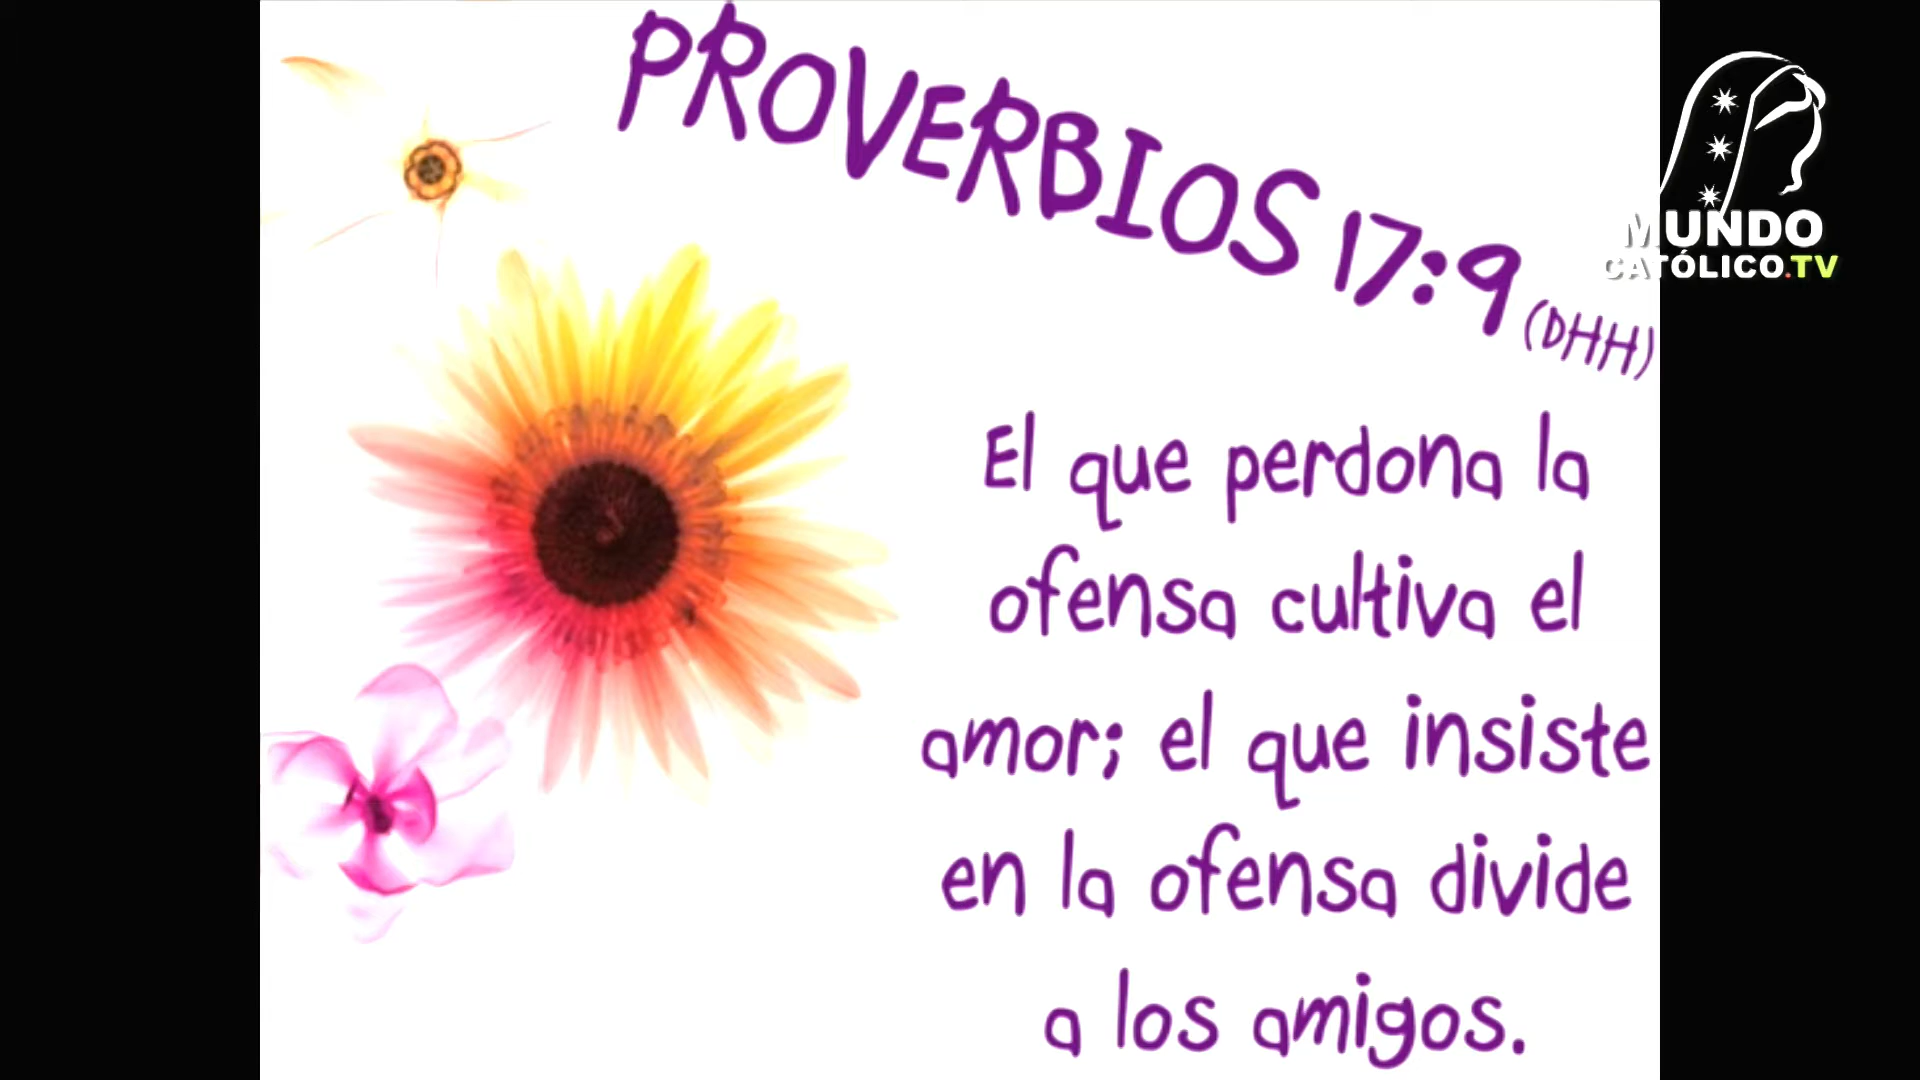 PROVERBIOS 17:9 (DHH)
El que perdona la
ofensa cultiva el
amor; el que insiste
en la ofensa divide
a los amigos.
MUNDO
CATÓLICO.TV